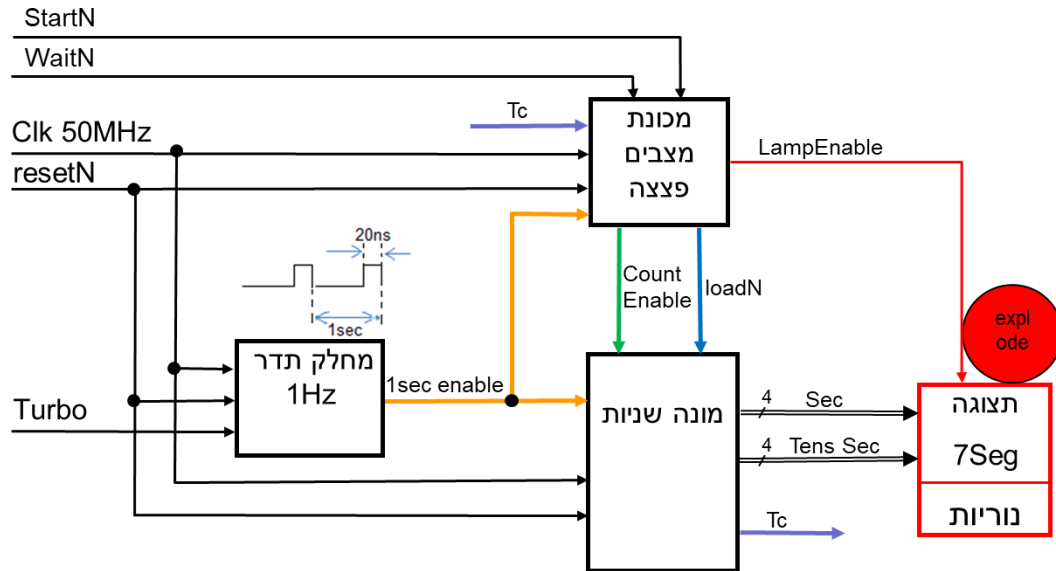 StartN
WaitN
Clk 50MHz
resetN
Tc
מכונת
מצבים
פצצה
LampEnable
20ns
1sec
Count
Enable
loadN
expl
ode
מחלק תדר
1Hz
1sec enable
Turbo
מונה שניות
4
Sec
4
Tens Sec
Tc
תצוגה
7Seg
נוריות